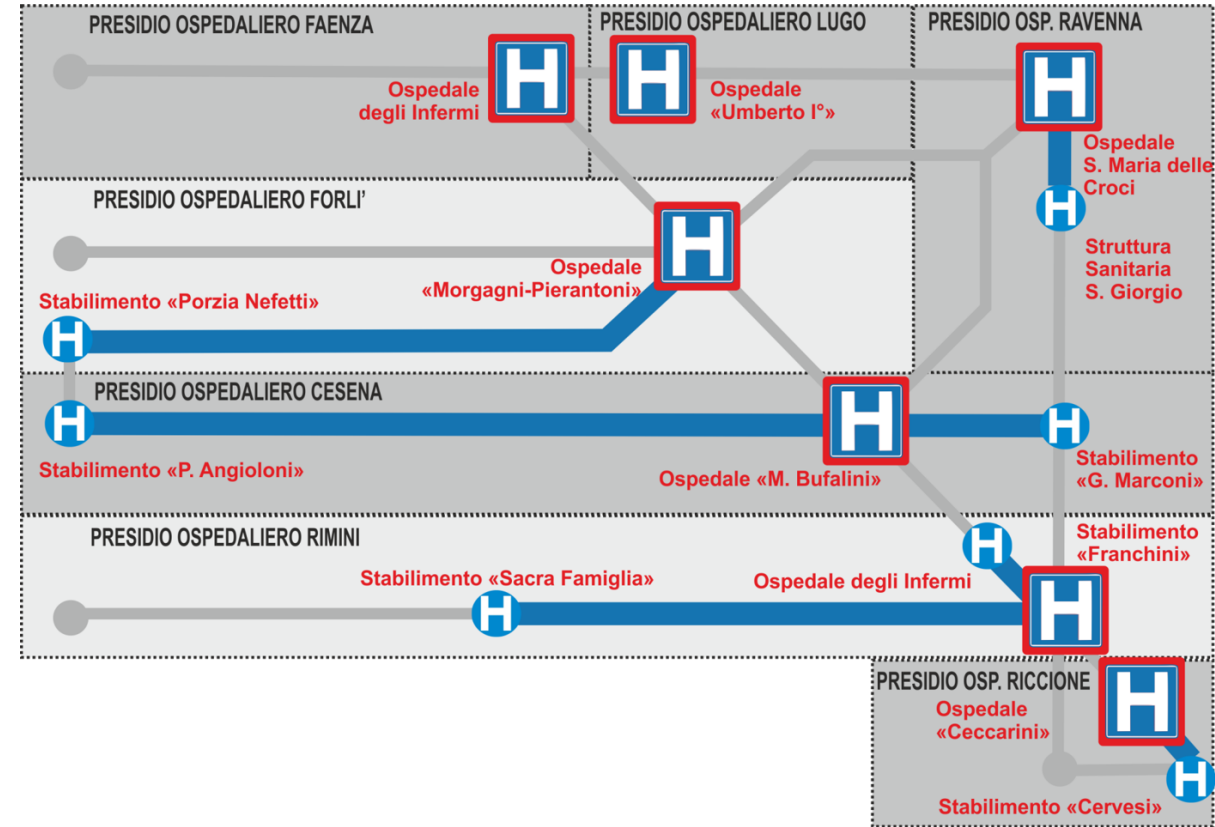 PRESIDIO OSPEDALIERO FAENZA
PRESIDIO OSPEDALIERO LUGO
PRESIDIO OSP. RAVENNA
H
Ospedale
degli Infermi
H
Ospedale
«Umberto I°»
H
Ospedale
S. Maria delle
Croci
H
Struttura
Sanitaria
S. Giorgio
PRESIDIO OSPEDALIERO FORLI’
H
Ospedale
«Morgagni-Pierantoni»
Stabilimento «Porzia Nefetti»
H
PRESIDIO OSPEDALIERO CESENA
H
Stabilimento «P. Angioloni»
H
Ospedale «M. Bufalini»
H
Stabilimento
«G. Marconi»
PRESIDIO OSPEDALIERO RIMINI
H
Stabilimento
«Franchini»
Stabilimento «Sacra Famiglia»
H
Ospedale degli Infermi
H
PRESIDIO OSP. RICCIONE
Ospedale
«Ceccarini»
H
H
Stabilimento «Cervesi»